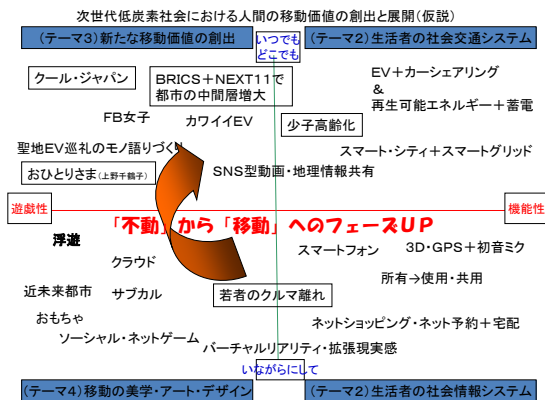 次世代低炭素社会における人間の移動価値の創出と展開(仮説)
(テーマ3)新たな移動価値の創出
いつでも
どこでも
(テーマ2)生活者の社会交通システム
クール・ジャパン
BRICS+NEXT11で
都市の中間層増大
EV+カーシェアリング
&
再生可能エネルギー+蓄電
FB女子
カワイイEV
少子高齢化
聖地EV巡礼のモノ語りづくり
スマート・シティ+スマートグリッド
おひとりさま(上野千鶴子)
SNS型動画・地理情報共有
遊戯性
機能性
「不動」から「移動」へのフェーズUP
浮遊
スマートフォン
3D・GPS+初音ミク
クラウド
所有→使用・共用
近未来都市
サブカル
若者のクルマ離れ
おもちゃ
ネットショッピング・ネット予約+宅配
ソーシャル・ネットゲーム
バーチャルリアリティ・拡張現実感
いながらにして
(テーマ4)移動の美学・アート・デザイン
(テーマ2)生活者の社会情報システム